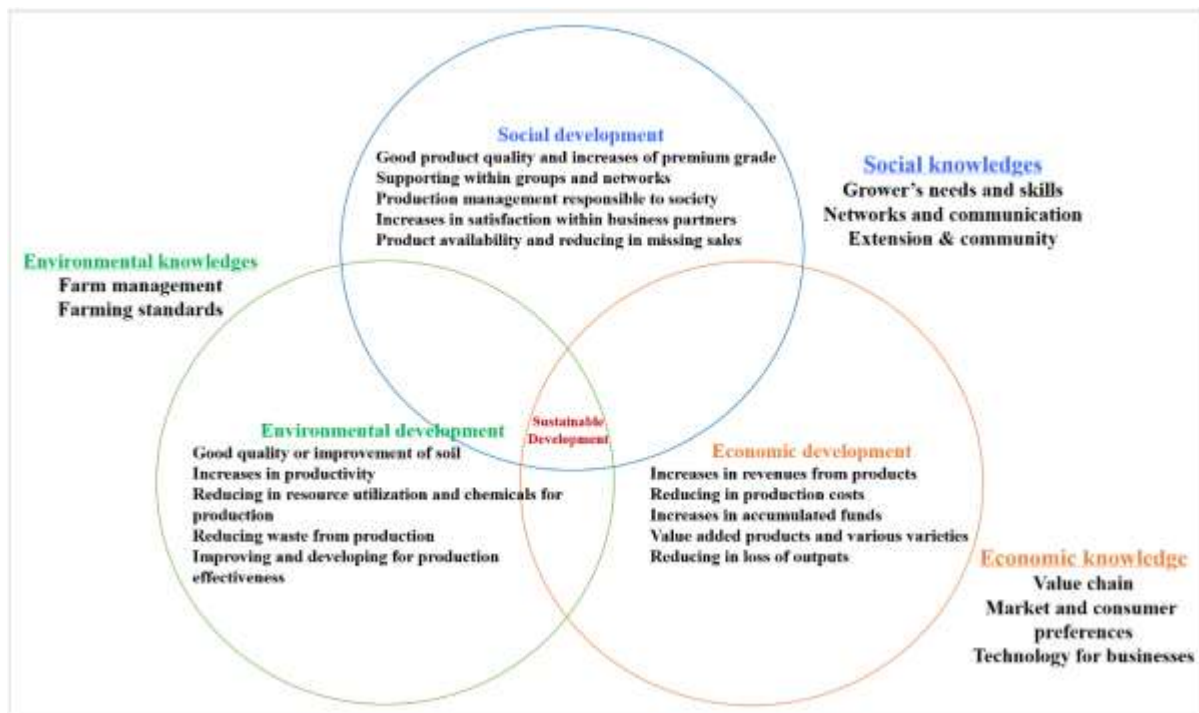 Social development
Good product quality and increases of premium grade
Supporting within groups and networks
Production management responsible to society
Increases in satisfaction within business partners
Product availability and reducing in missing sales
Social knowledges
Grower's needs and skills
Networks and communication
Extension & community
Environmental knowledges
Farm management
Farming standards
Sustainable
Development
Environmental development
Good quality or improvement of soil
Increases in productivity
Reducing in resource utilization and chemicals for
production
Reducing waste from production
Improving and developing for production
effectiveness
Economic development
Increases in revenues from products
Reducing in production costs
Increases in accumulated funds
Value added products and various varieties
Reducing in loss of outputs
Economic knowledge
Value chain
Market and consumer
preferences
Technology for businesses